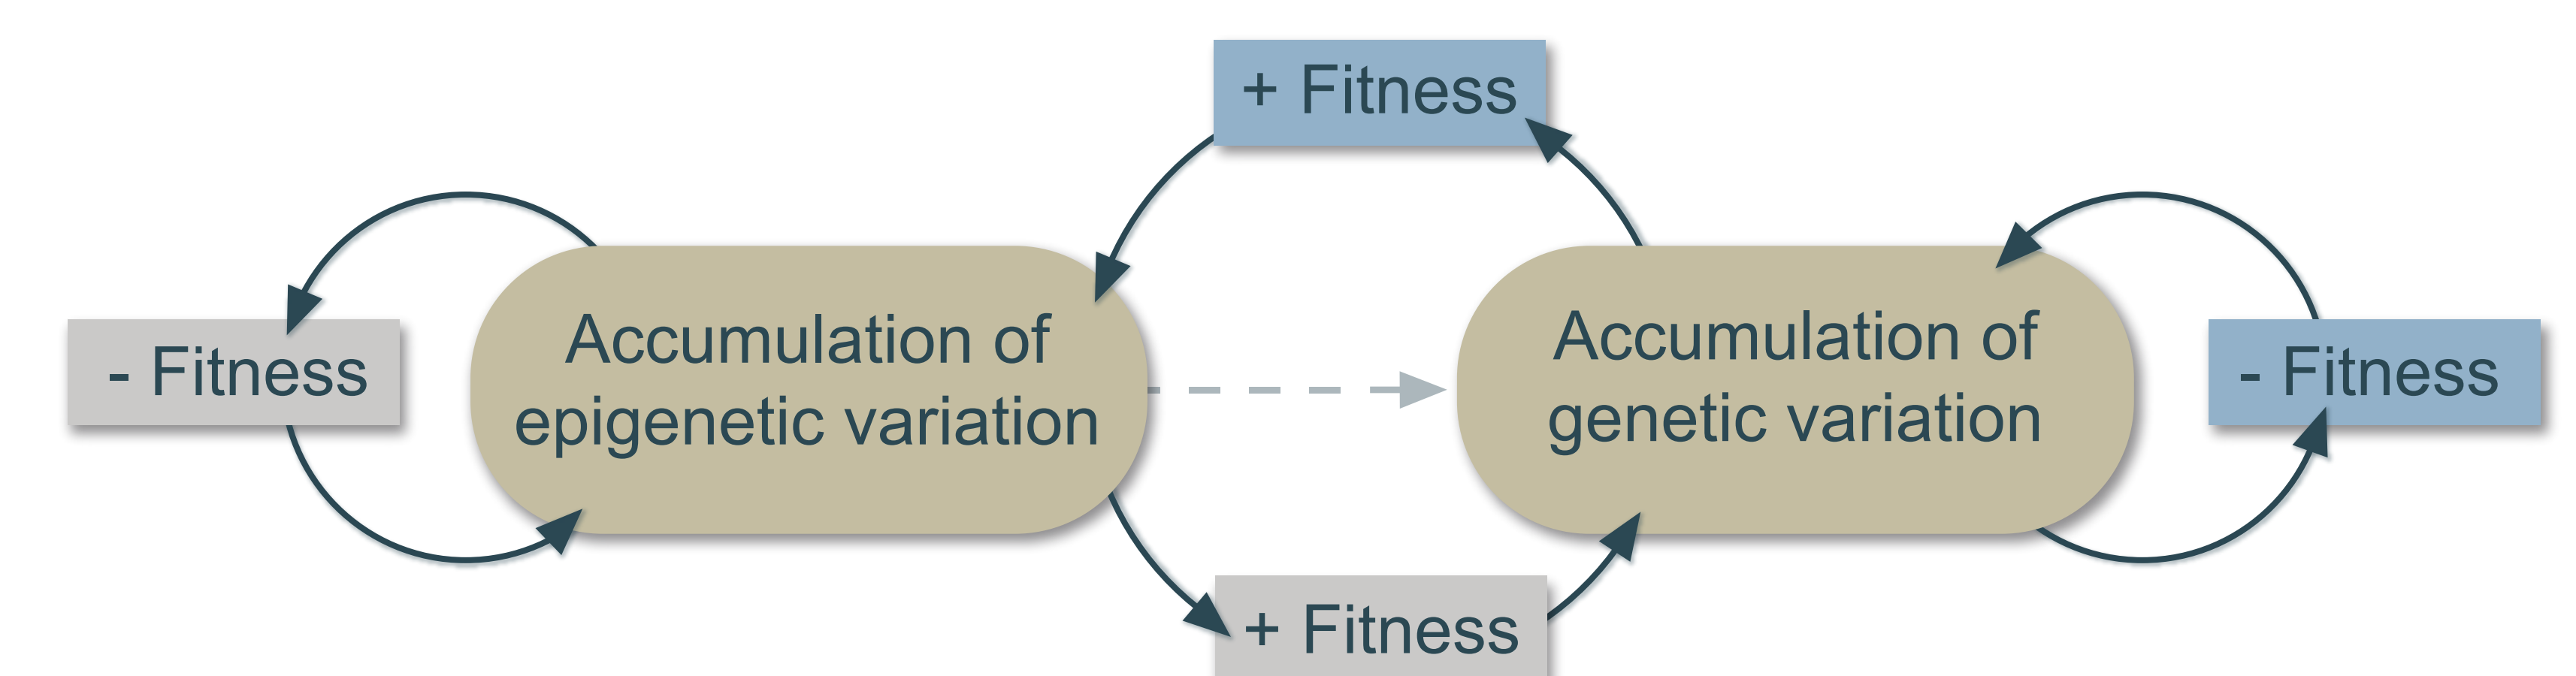 + Fitness
- Fitness
Accumulation of
epigenetic variation
Accumulation of
genetic variation
- Fitness
+ Fitness